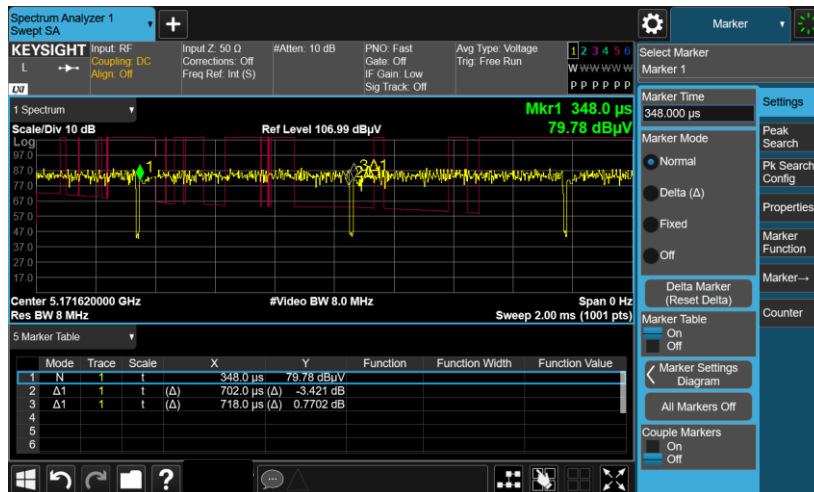 Spectrum Analyzer 1
Swept SA
Marker
KEYSIGHT
L
LXI
Input: RF
Coupling: DC
Align: Off
Input Z: 50 Ω
Corrections: Off
Freq Ref: Int (S)
#Atten: 10 dB
PNO: Fast
Gate: Off
IF Gain: Low
Sig Track: Off
Avg Type: Voltage
Trig: Free Run
1 2 3 4 5 6
W W W W W W
P P P P P P
1 Spectrum
Mkr1 348.0 µs
79.78 dBµV
Scale/Div 10 dB
Ref Level 106.99 dBµV
Log
97.0
87.0
77.0
67.0
57.0
47.0
37.0
27.0
17.0
1
3Δ1
Center 5.171620000 GHz
#Video BW 8.0 MHz
Span 0 Hz
Res BW 8 MHz
Sweep 2.00 ms (1001 pts)
5 Marker Table
Mode Trace Scale X Y Function Function Width Function Value
1 N 1 t 348.0 µs 79.78 dBµV
2 Δ1 1 t (Δ) 702.0 µs (Δ) -3.421 dB
3 Δ1 1 t (Δ) 718.0 µs (Δ) 0.7702 dB
4
5
6
?
Select Marker
Marker 1
Marker Time
348.000 µs
Marker Mode
Normal
Delta (Δ)
Fixed
Off
Delta Marker
(Reset Delta)
Marker Table
On
Off
Marker Settings
Diagram
All Markers Off
Couple Markers
On
Off
Settings
Peak
Search
Pk Search
Config
Properties
Marker
Function
Marker→
Counter